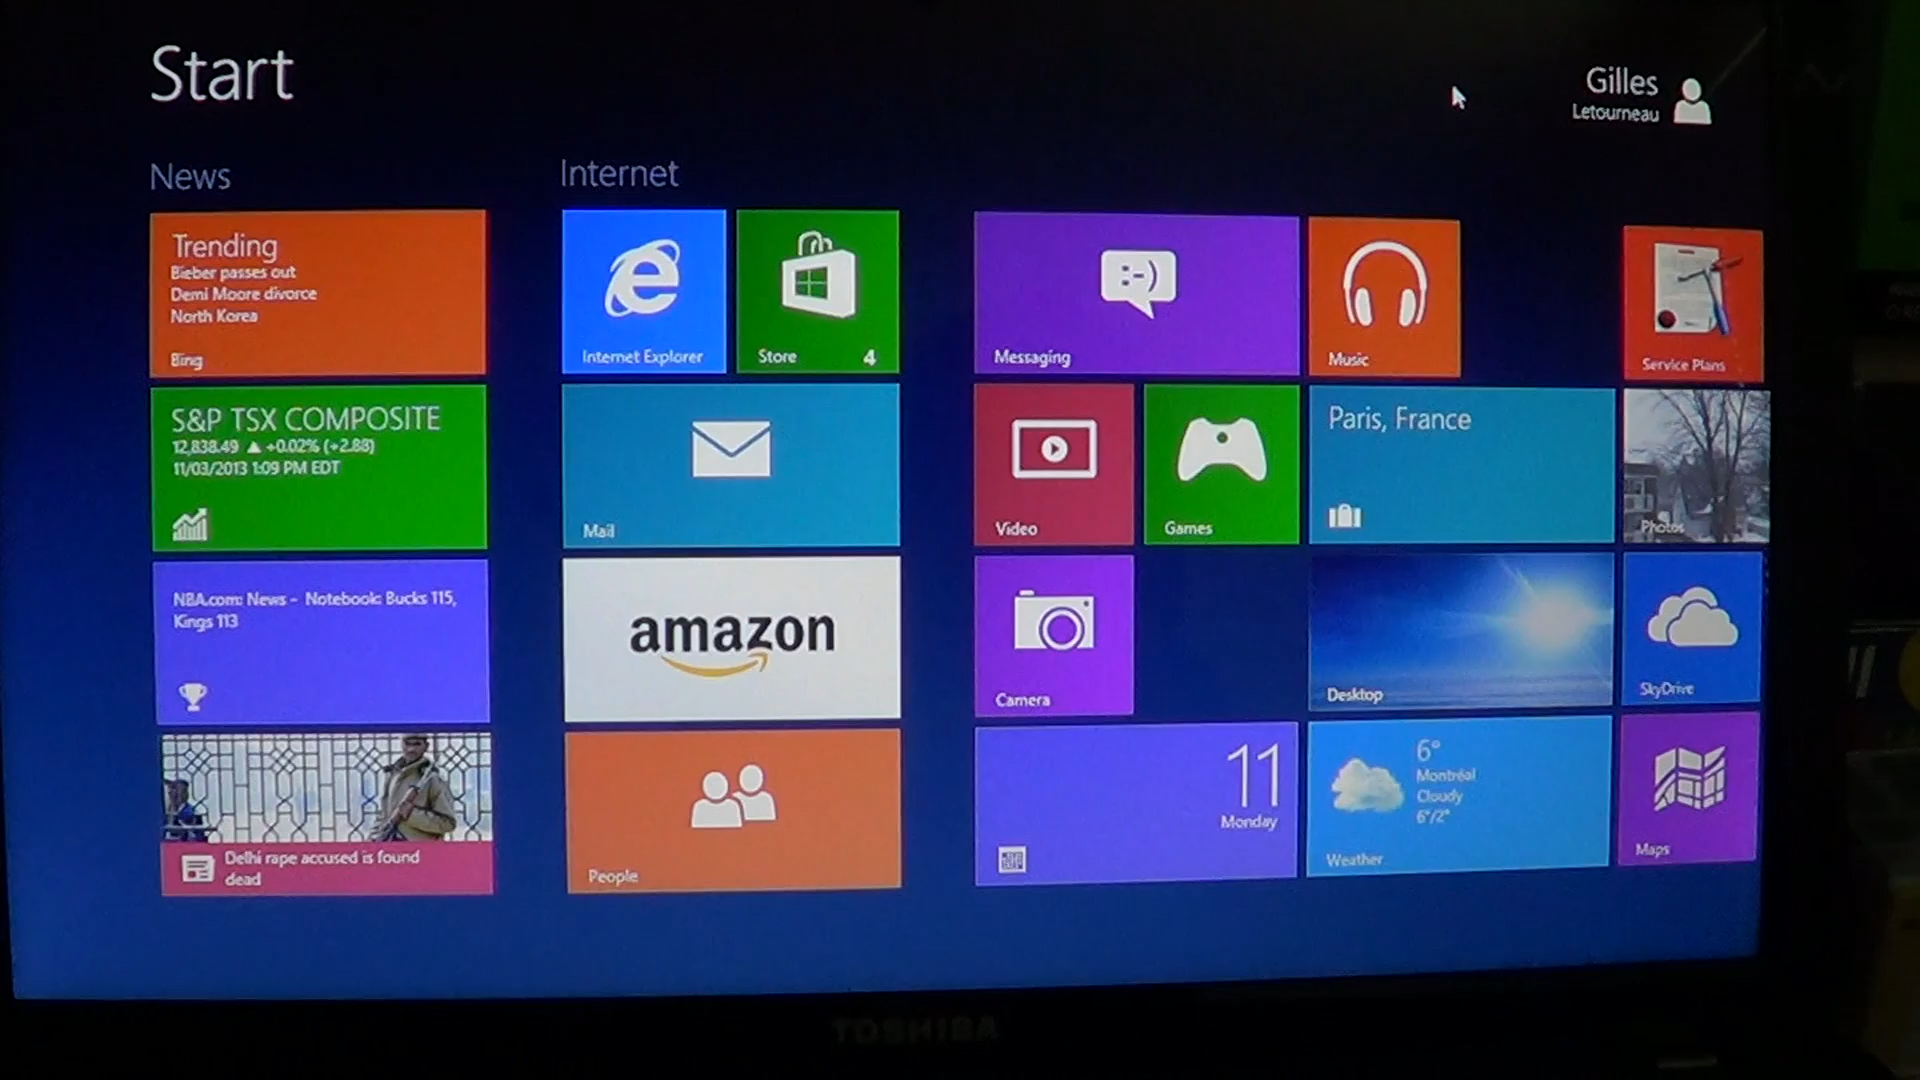 Start
Gilles
Letourneau
News
Internet
Trending
Bieber passes out
Demi Moore divorce
North Korea
Bing
S&P TSX COMPOSITE
12,838.49 ▲ +0.02% (+2.88)
11/03/2013 1:09 PM EDT
NBA.com: News - Notebook: Bucks 115,
Kings 113
Delhi rape accused is found
dead
Internet Explorer
Store 4
Mail
amazon
People
Messaging
Music
Service Plans
Video
Games
Paris, France
Photos
Camera
Desktop
SkyDrive
11
Monday
6°
Montréal
Cloudy
6°/2°
Weather
Maps
TOSHIBA